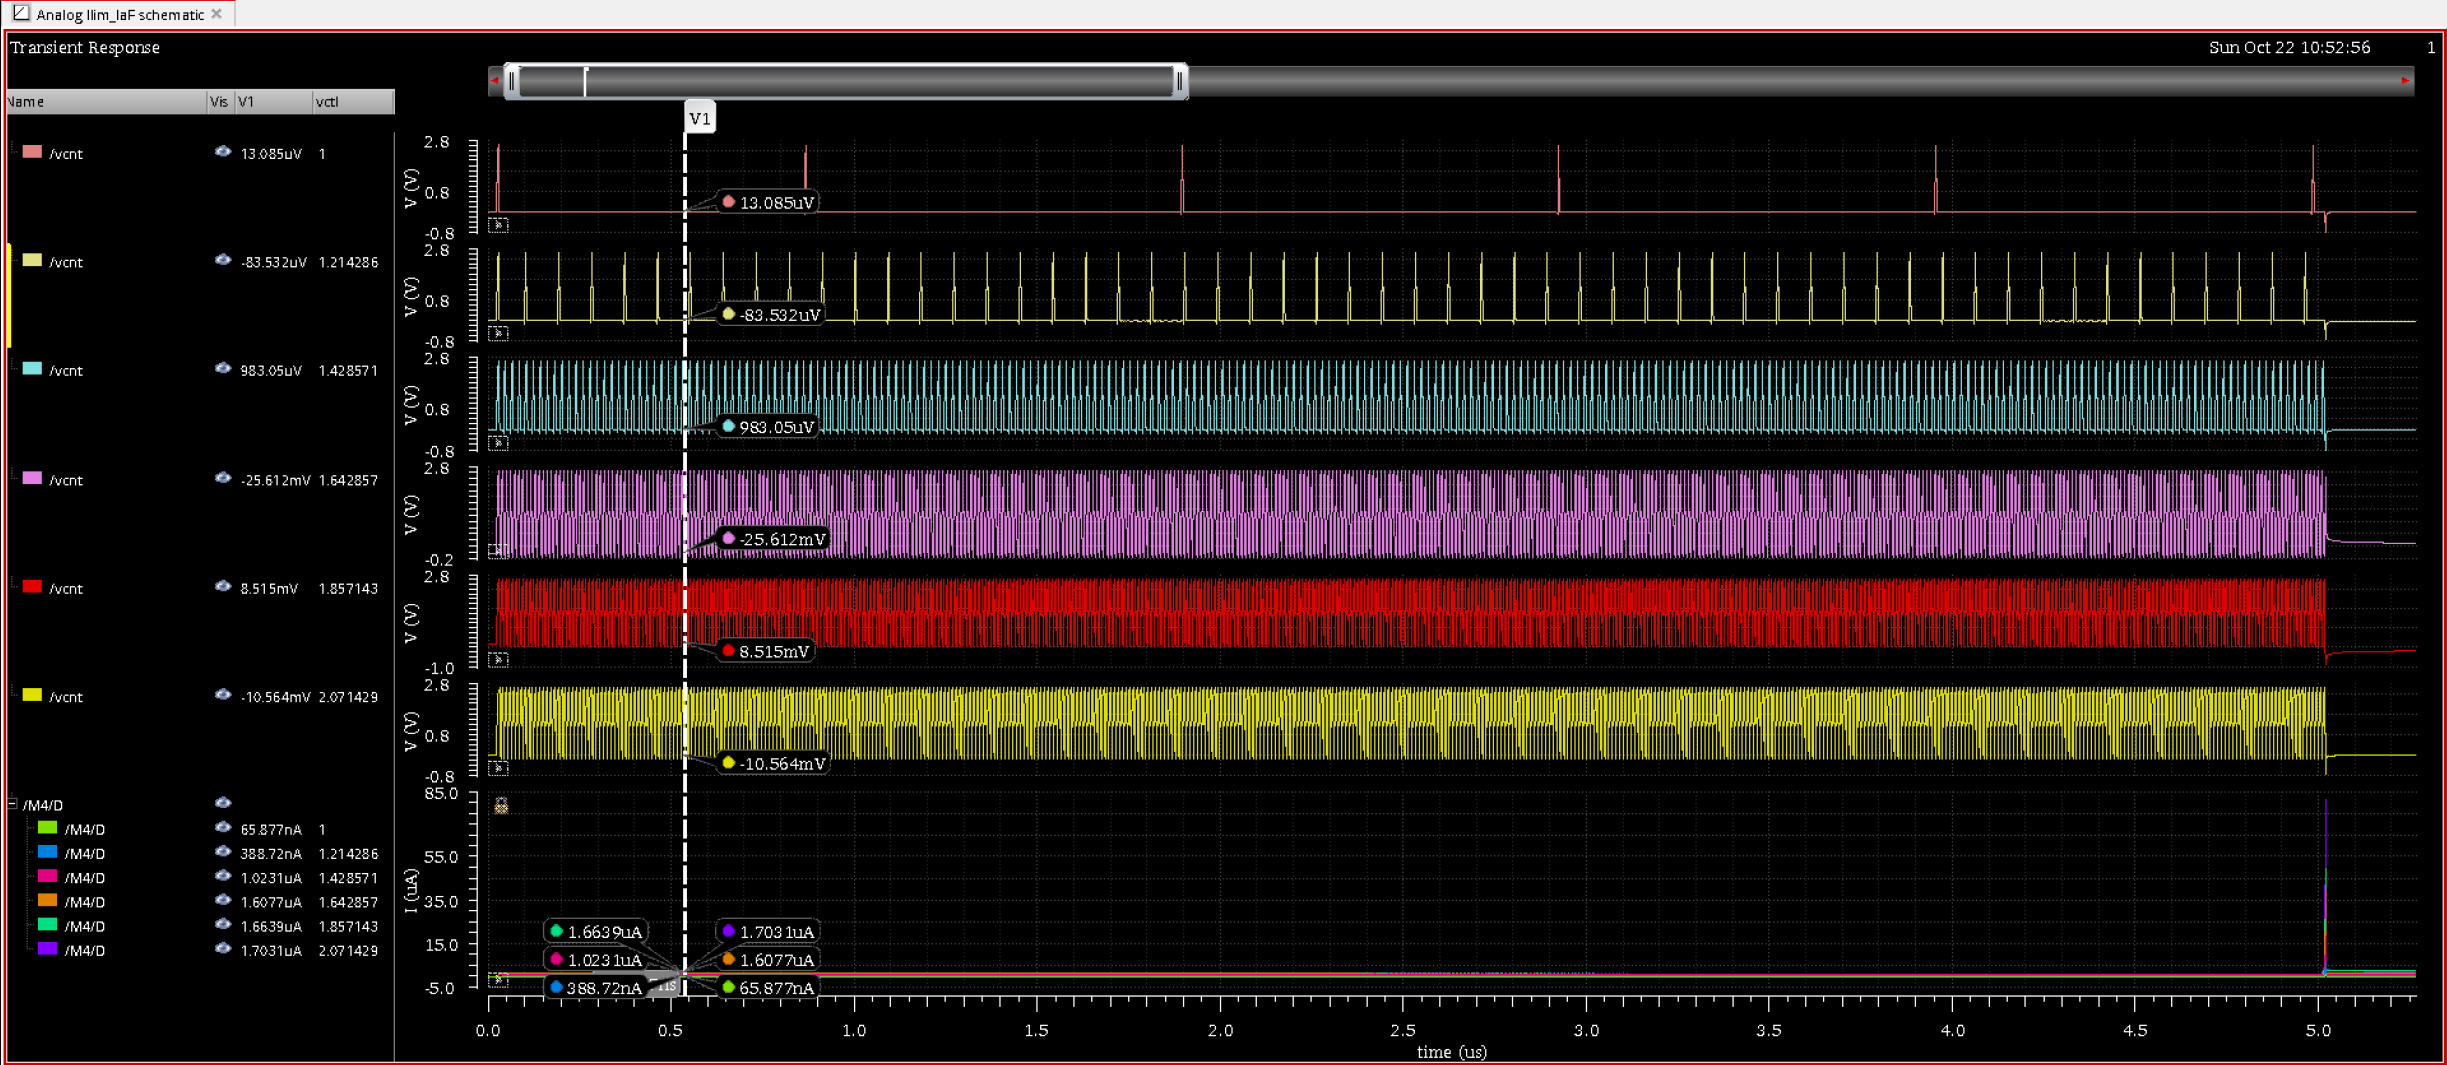 Analog Ilim_IaF schematic
Transient Response
Sun Oct 22 10:52:56 1
Name Vis V1 vctl
V1
/vcnt 13.085uV 1
/vcnt -83.532uV 1.214286
/vcnt 983.05uV 1.428571
/vcnt -25.612mV 1.642857
/vcnt 8.515mV 1.857143
/vcnt -10.564mV 2.071429
/M4/D
/M4/D 65.877nA 1
/M4/D 388.72nA 1.214286
/M4/D 1.0231uA 1.428571
/M4/D 1.6077uA 1.642857
/M4/D 1.6639uA 1.857143
/M4/D 1.7031uA 2.071429
2.8
V (V)
0.8
-0.8
13.085uV
2.8
V (V)
0.8
-0.8
-83.532uV
2.8
V (V)
0.8
-0.8
983.05uV
2.8
V (V)
-0.2
-25.612mV
2.8
V (V)
-1.0
8.515mV
2.8
V (V)
0.8
-0.8
-10.564mV
85.0
55.0
I (uA)
35.0
15.0
-5.0
1.6639uA 1.7031uA
1.0231uA 1.6077uA
388.72nA 65.877nA
0.0 0.5 1.0 1.5 2.0 2.5 3.0 3.5 4.0 4.5 5.0
time (us)